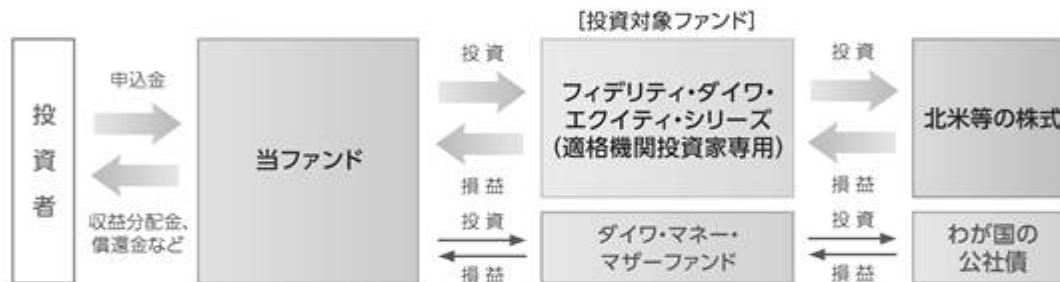 [投資対象ファンド]
投資者
申込金
収益分配金、
償還金など
当ファンド
投資
損益
投資
損益
フィデリティ・ダイワ・
エクイティ・シリーズ
(適格機関投資家専用)
ダイワ・マネー・
マザーファンド
投資
損益
投資
損益
北米等の株式
わが国の
公社債